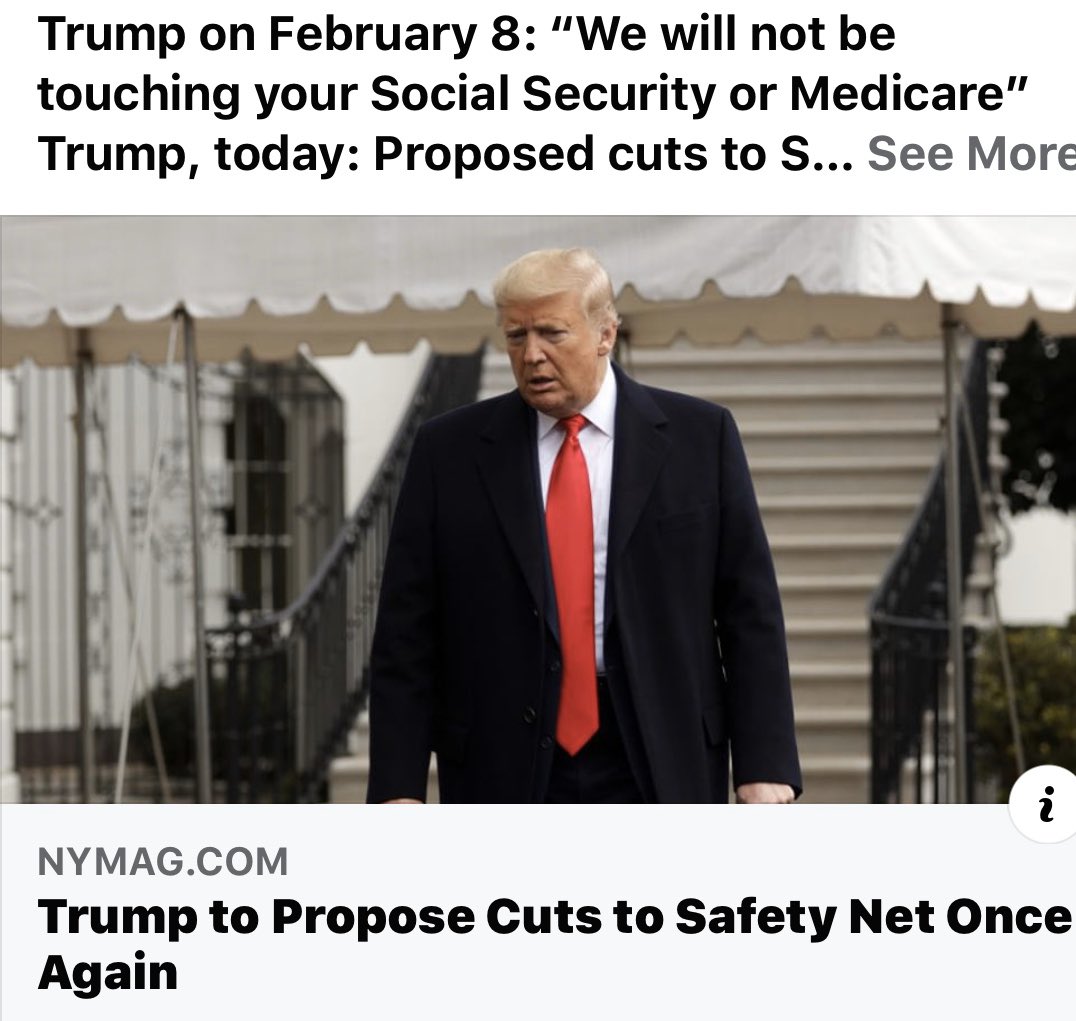 Trump on February 8: “We will not be
touching your Social Security or Medicare”
Trump, today: Proposed cuts to S... See More
i
NYMAG.COM
Trump to Propose Cuts to Safety Net Once
Again